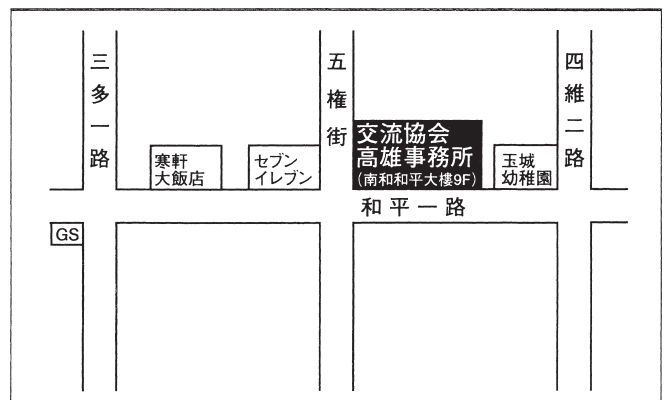 三多一路
五権街
四維二路
寒軒
大飯店
セブン
イレブン
交流協会
高雄事務所
(南和和平大樓9F)
玉城
幼稚園
和平一路
GS